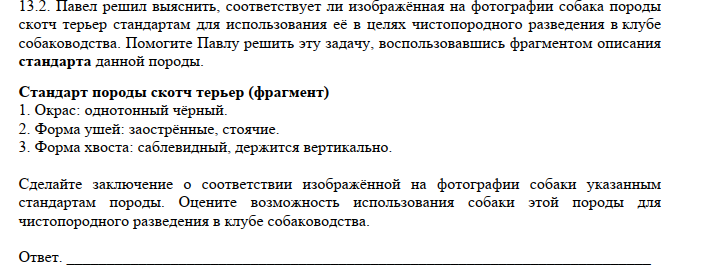 13.2. Павел решил выяснить, соответствует ли изображённая на фотографии собака породы
скотч терьер стандартам для использования её в целях чистопородного разведения в клубе
собаководства. Помогите Павлу решить эту задачу, воспользовавшись фрагментом описания
стандарта данной породы.
Стандарт породы скотч терьер (фрагмент)
1. Окрас: однотонный чёрный.
2. Форма ушей: заострённые, стоячие.
3. Форма хвоста: саблевидный, держится вертикально.
Сделайте заключение о соответствии изображённой на фотографии собаки указанным
стандартам породы. Оцените возможность использования собаки этой породы для
чистопородного разведения в клубе собаководства.
Ответ.